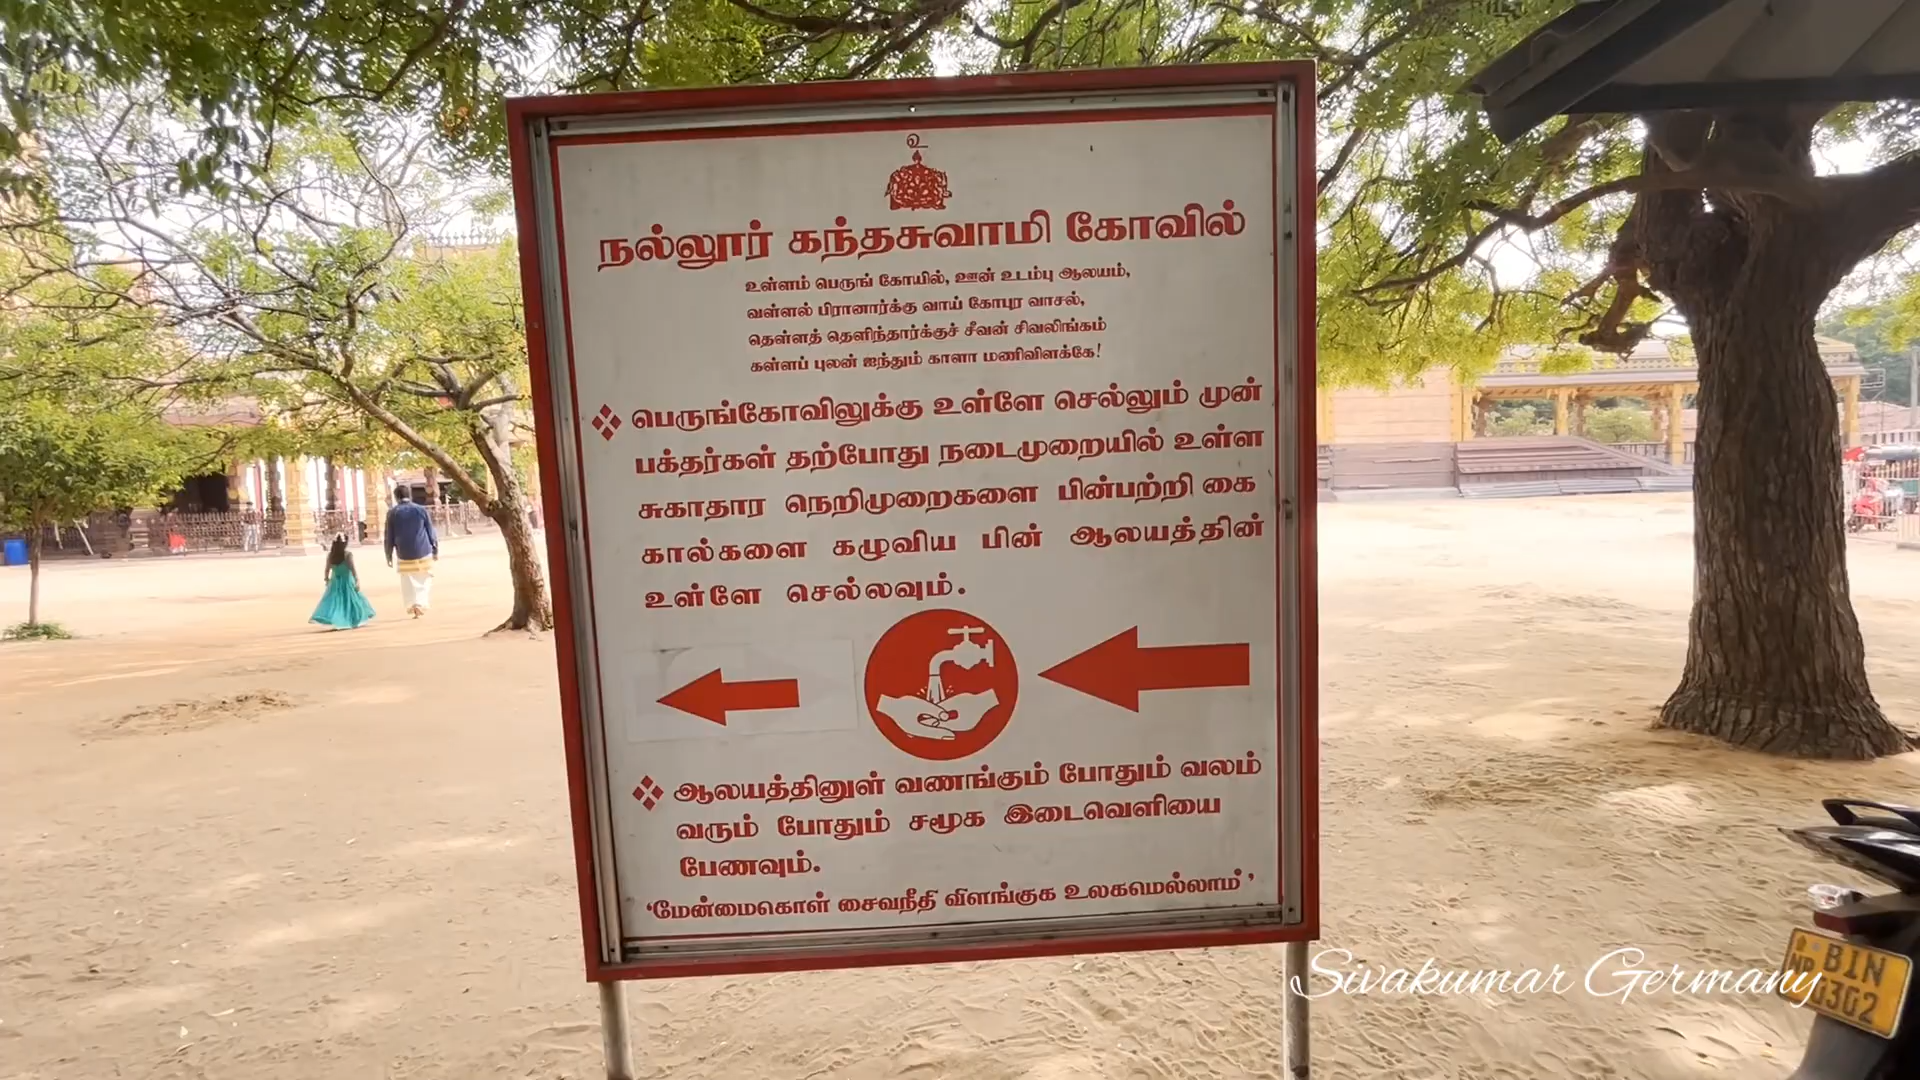 உ
நல்லூர் கந்தசுவாமி கோவில்
உள்ளம் பெருங் கோயில், ஊன் உடம்பு ஆலயம்,
வள்ளல் பிரானார்க்கு வாய் கோபுர வாசல்,
தெள்ளத் தெளிந்தார்க்குச் சீவன் சிவலிங்கம்
கள்ளப் புலன் ஐந்தும் காளா மணிவிளக்கே!
❖ பெருங்கோவிலுக்கு உள்ளே செல்லும் முன்
பக்தர்கள் தற்போது நடைமுறையில் உள்ள
சுகாதார நெறிமுறைகளை பின்பற்றி கை
கால்களை கழுவிய பின் ஆலயத்தின்
உள்ளே செல்லவும்.
❖ ஆலயத்தினுள் வணங்கும் போதும் வலம்
வரும் போதும் சமூக இடைவெளியை
பேணவும்.
‘மேன்மைகொள் சைவநீதி விளங்குக உலகமெல்லாம்’
Sivakumar Germany
BIN